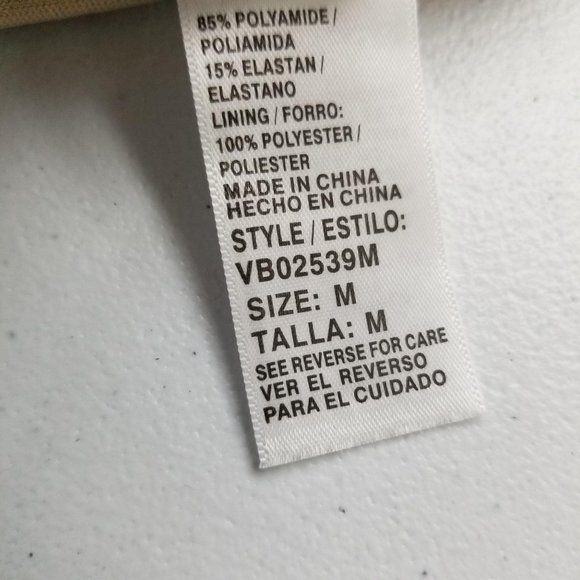 85% POLYAMIDE /
POLIAMIDA
15% ELASTAN /
ELASTANO
LINING / FORRO:
100% POLYESTER /
POLIESTER
MADE IN CHINA
HECHO EN CHINA
STYLE / ESTILO:
VB02539M
SIZE: M
TALLA: M
SEE REVERSE FOR CARE
VER EL REVERSO
PARA EL CUIDADO